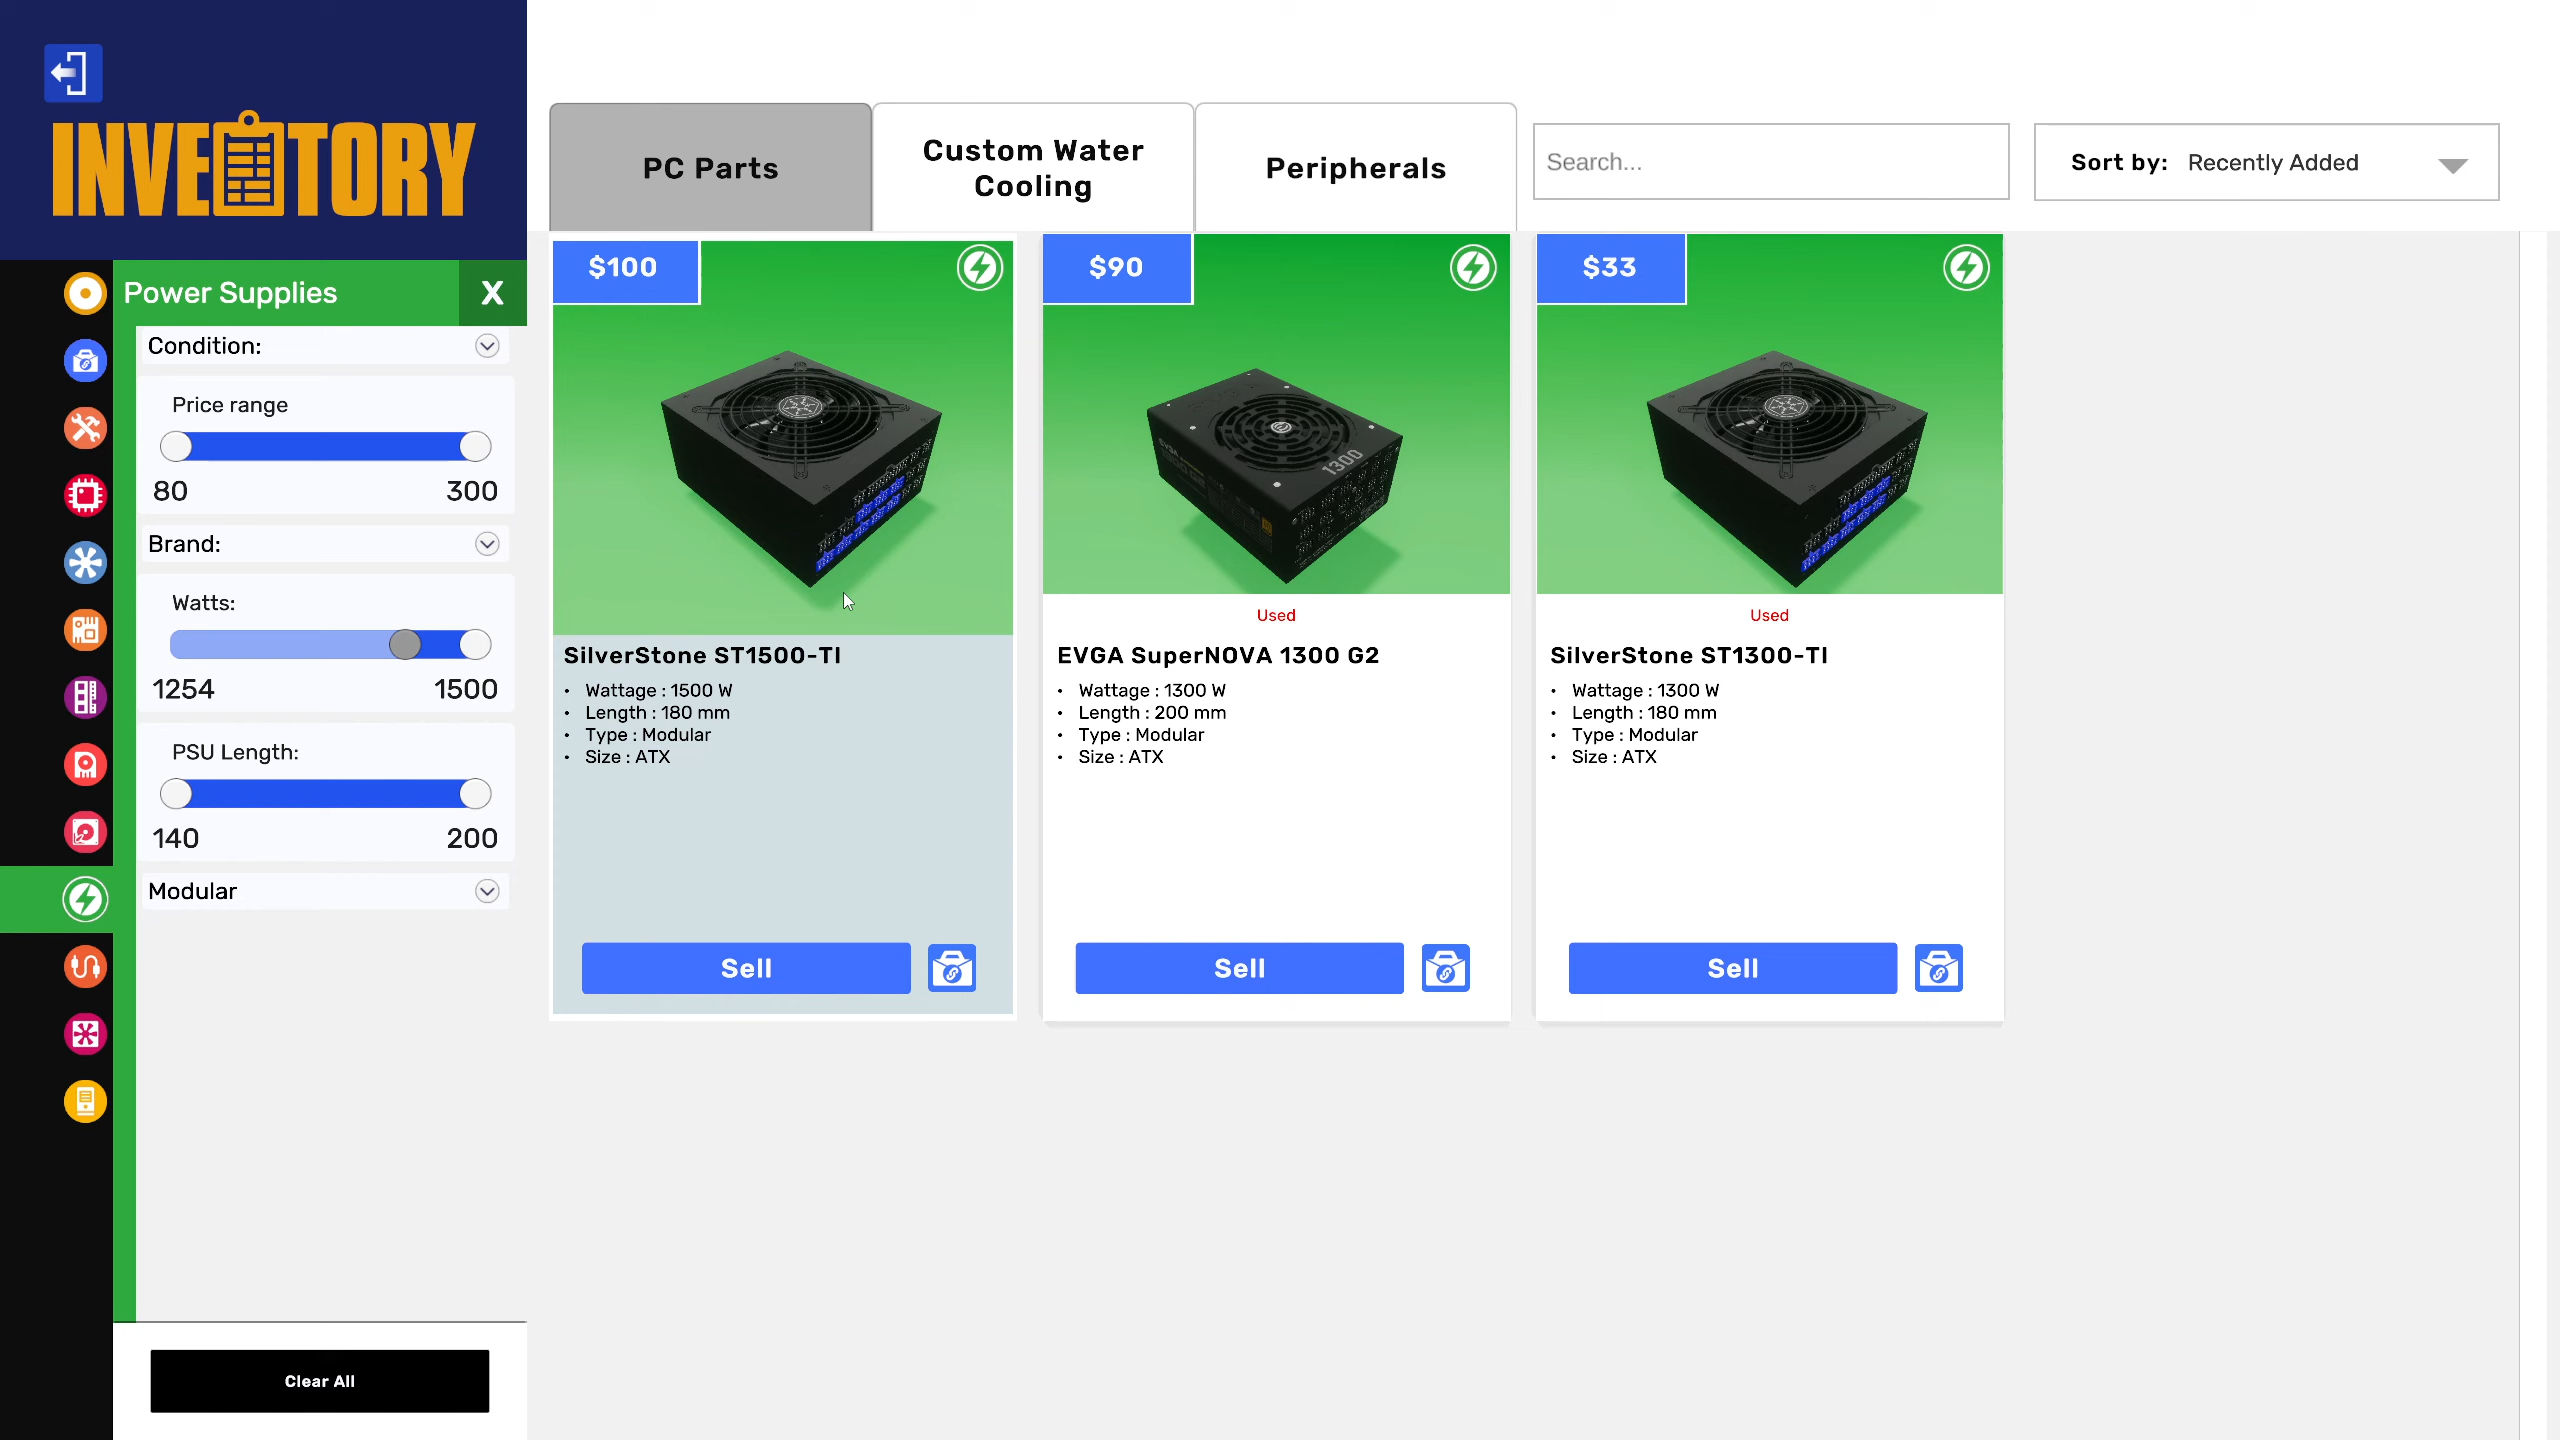 INVENTORY
PC Parts
Custom Water
Cooling
Peripherals
Search...
Sort by: Recently Added
Power Supplies
X
Condition:
Price range
80 300
Brand:
Watts:
1254 1500
PSU Length:
140 200
Modular
Clear All
$100
SilverStone ST1500-TI
• Wattage : 1500 W
• Length : 180 mm
• Type : Modular
• Size : ATX
Sell
$90
1300
Used
EVGA SuperNOVA 1300 G2
• Wattage : 1300 W
• Length : 200 mm
• Type : Modular
• Size : ATX
Sell
$33
Used
SilverStone ST1300-TI
• Wattage : 1300 W
• Length : 180 mm
• Type : Modular
• Size : ATX
Sell